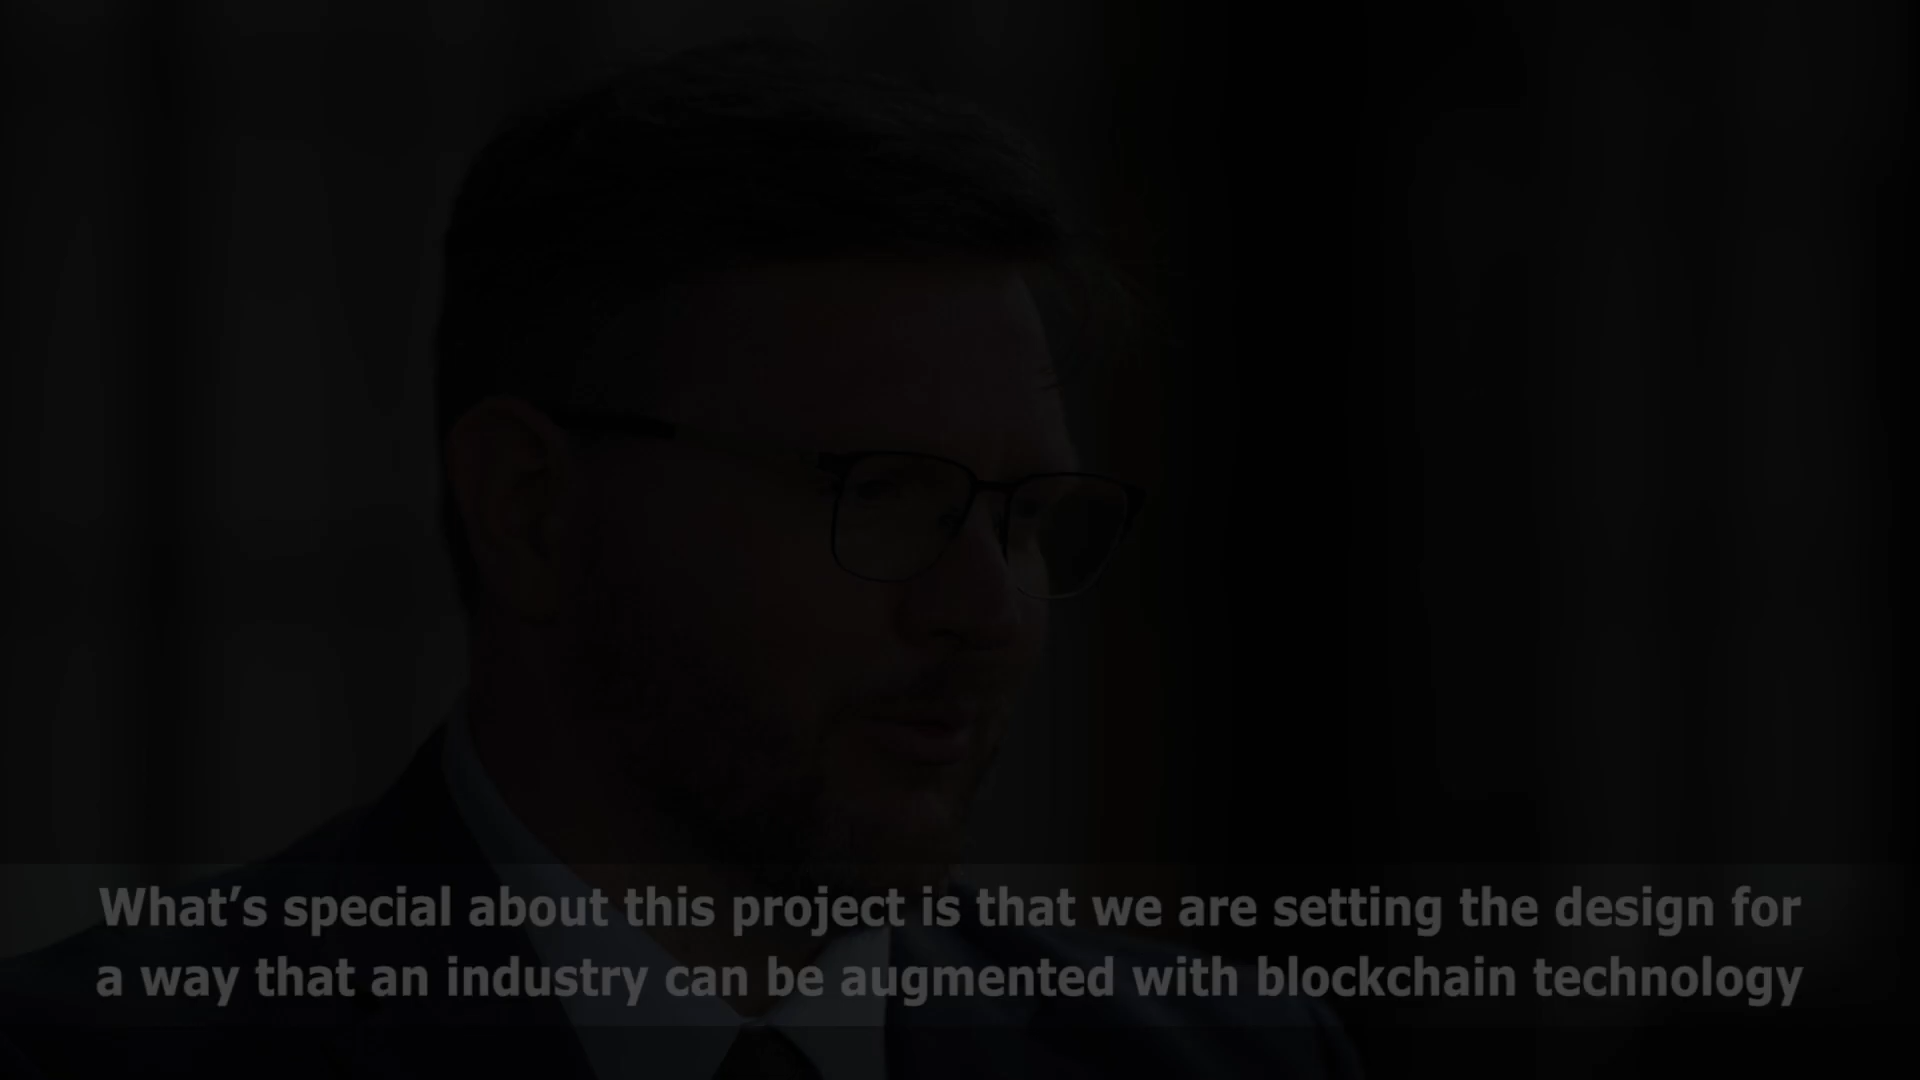 What’s special about this project is that we are setting the design for
a way that an industry can be augmented with blockchain technology